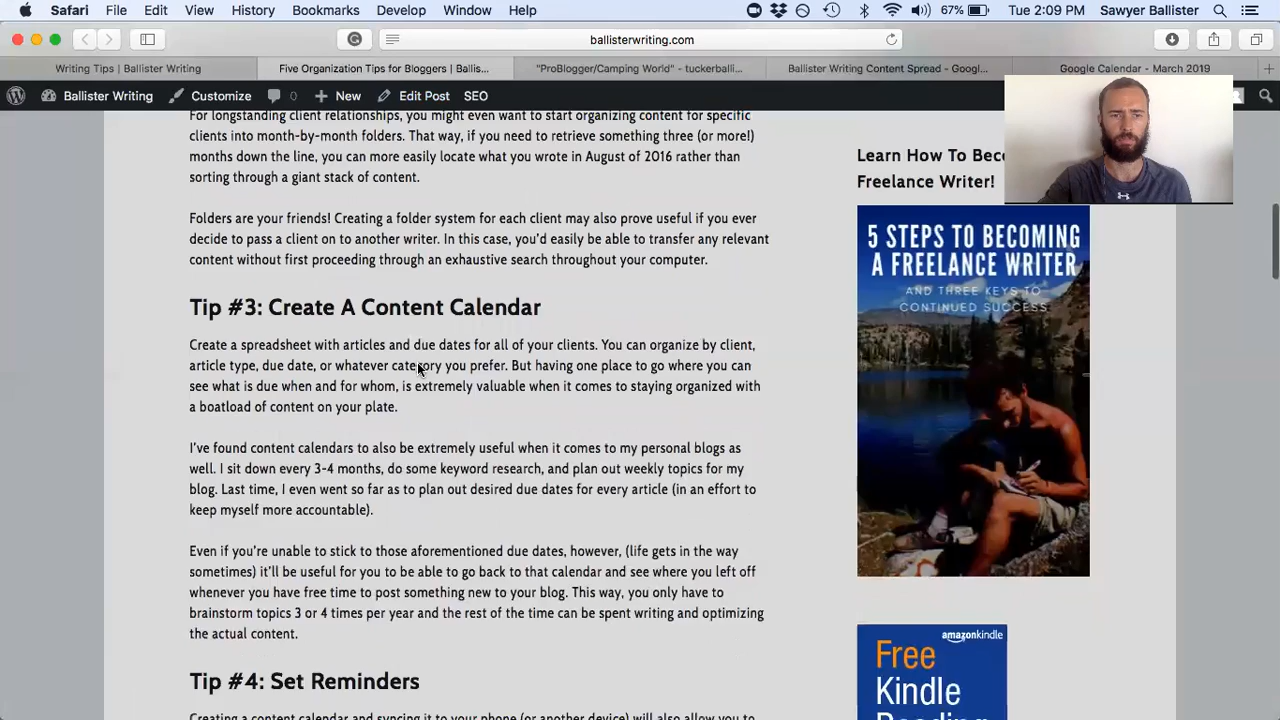 Safari File Edit View History Bookmarks Develop Window Help 67% Tue 2:09 PM Sawyer Ballister
ballisterwriting.com
Writing Tips | Ballister Writing
Five Organization Tips for Bloggers | Ballis...
"ProBlogger/Camping World" - tuckerballi...
Ballister Writing Content Spread - Googl...
Google Calendar - March 2019
Ballister Writing Customize 0 New Edit Post SEO
For longstanding client relationships, you might even want to start organizing content for specific
clients into month-by-month folders. That way, if you need to retrieve something three (or more!)
months down the line, you can more easily locate what you wrote in August of 2016 rather than
sorting through a giant stack of content.
Folders are your friends! Creating a folder system for each client may also prove useful if you ever
decide to pass a client on to another writer. In this case, you'd easily be able to transfer any relevant
content without first proceeding through an exhaustive search throughout your computer.
Tip #3: Create A Content Calendar
Create a spreadsheet with articles and due dates for all of your clients. You can organize by client,
article type, due date, or whatever category you prefer. But having one place to go where you can
see what is due when and for whom, is extremely valuable when it comes to staying organized with
a boatload of content on your plate.
I've found content calendars to also be extremely useful when it comes to my personal blogs as
well. I sit down every 3-4 months, do some keyword research, and plan out weekly topics for my
blog. Last time, I even went so far as to plan out desired due dates for every article (in an effort to
keep myself more accountable).
Even if you're unable to stick to those aforementioned due dates, however, (life gets in the way
sometimes) it'll be useful for you to be able to go back to that calendar and see where you left off
whenever you have free time to post something new to your blog. This way, you only have to
brainstorm topics 3 or 4 times per year and the rest of the time can be spent writing and optimizing
the actual content.
Tip #4: Set Reminders
Creating a content calendar and syncing it to your phone (or another device) will also allow you to
Learn How To Bec
Freelance Writer!
5 STEPS TO BECOMING
A FREELANCE WRITER
AND THREE KEYS TO
CONTINUED SUCCESS
amazonkindle
Free
Kindle
Reading